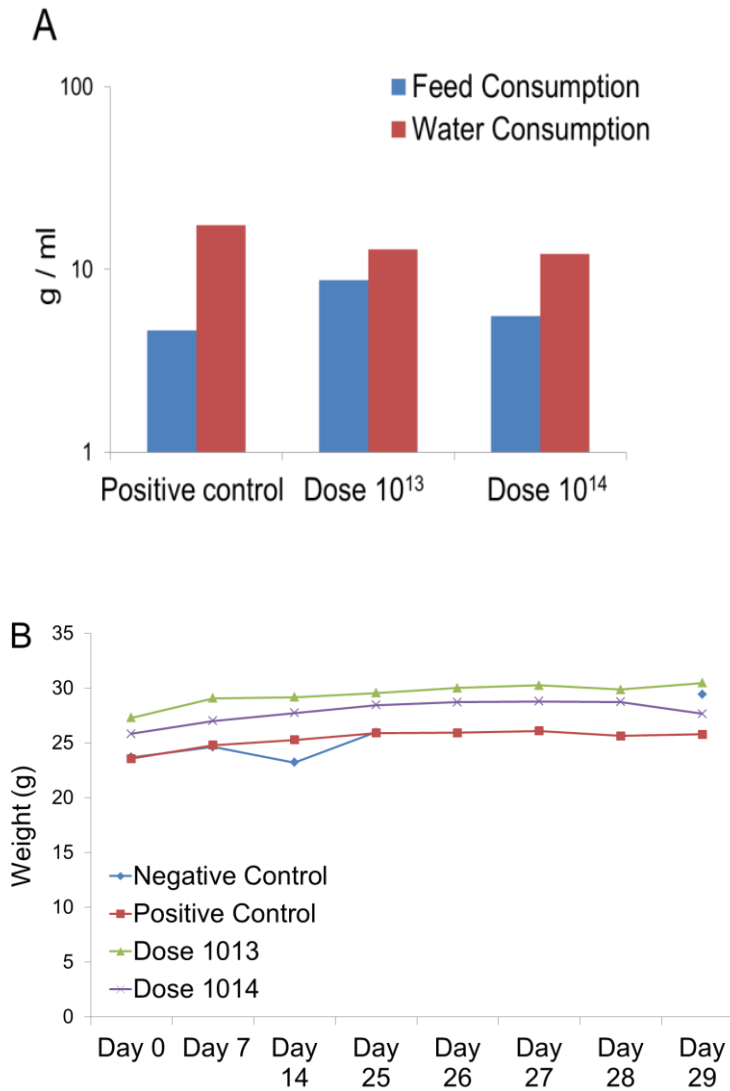 A
100
Feed Consumption
Water Consumption
g / ml
10
1
Positive control
Dose 10¹³
Dose 10¹⁴
B
35
30
25
20
15
10
5
0
Weight (g)
Negative Control
Positive Control
Dose 1013
Dose 1014
Day 0
Day 7
Day
14
Day
25
Day
26
Day
27
Day
28
Day
29